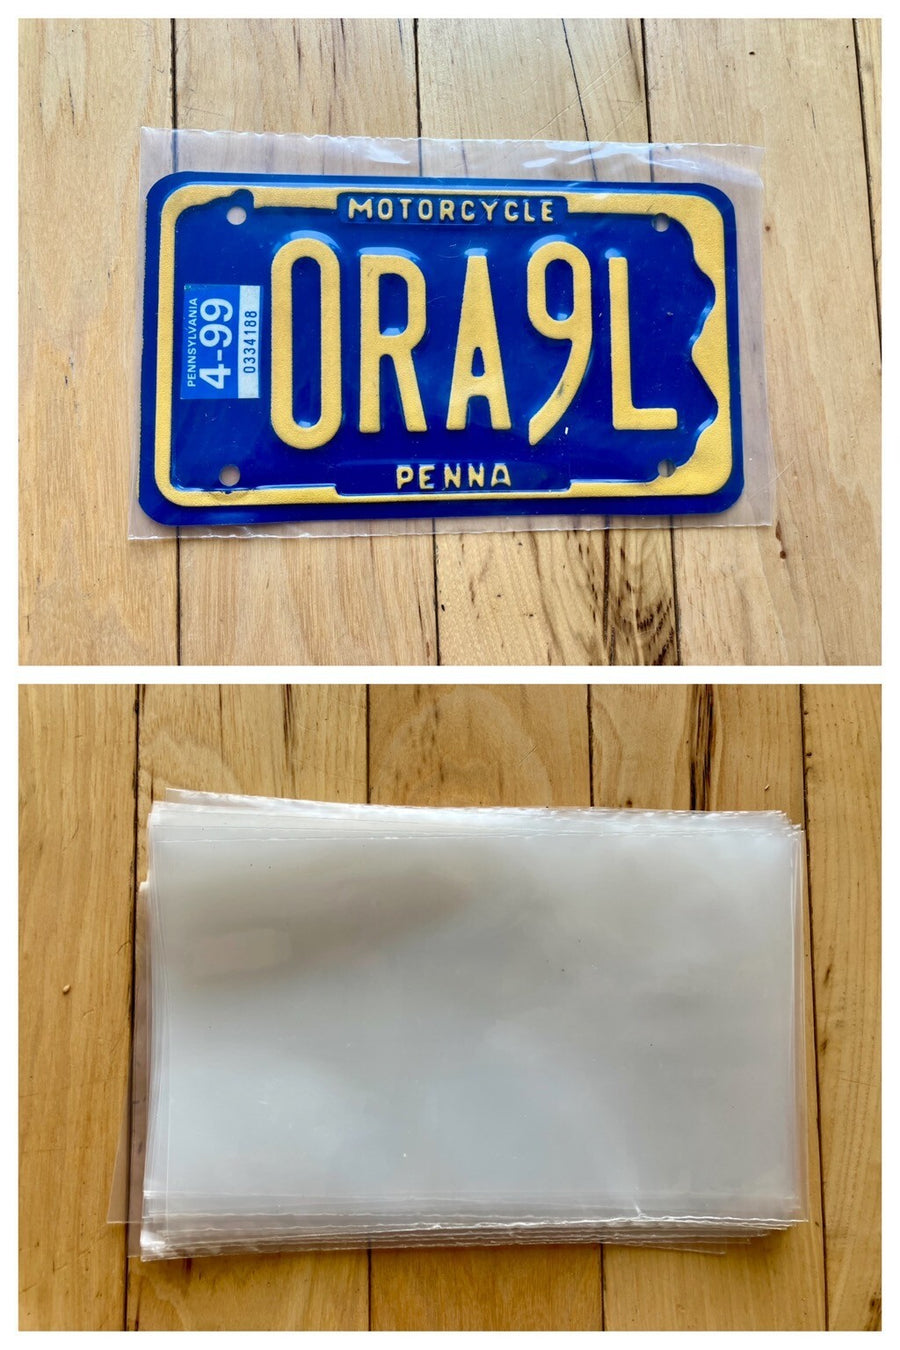 MOTORCYCLE
PENNSYLVANIA
4-99
0334188
0RA9L
PENNA